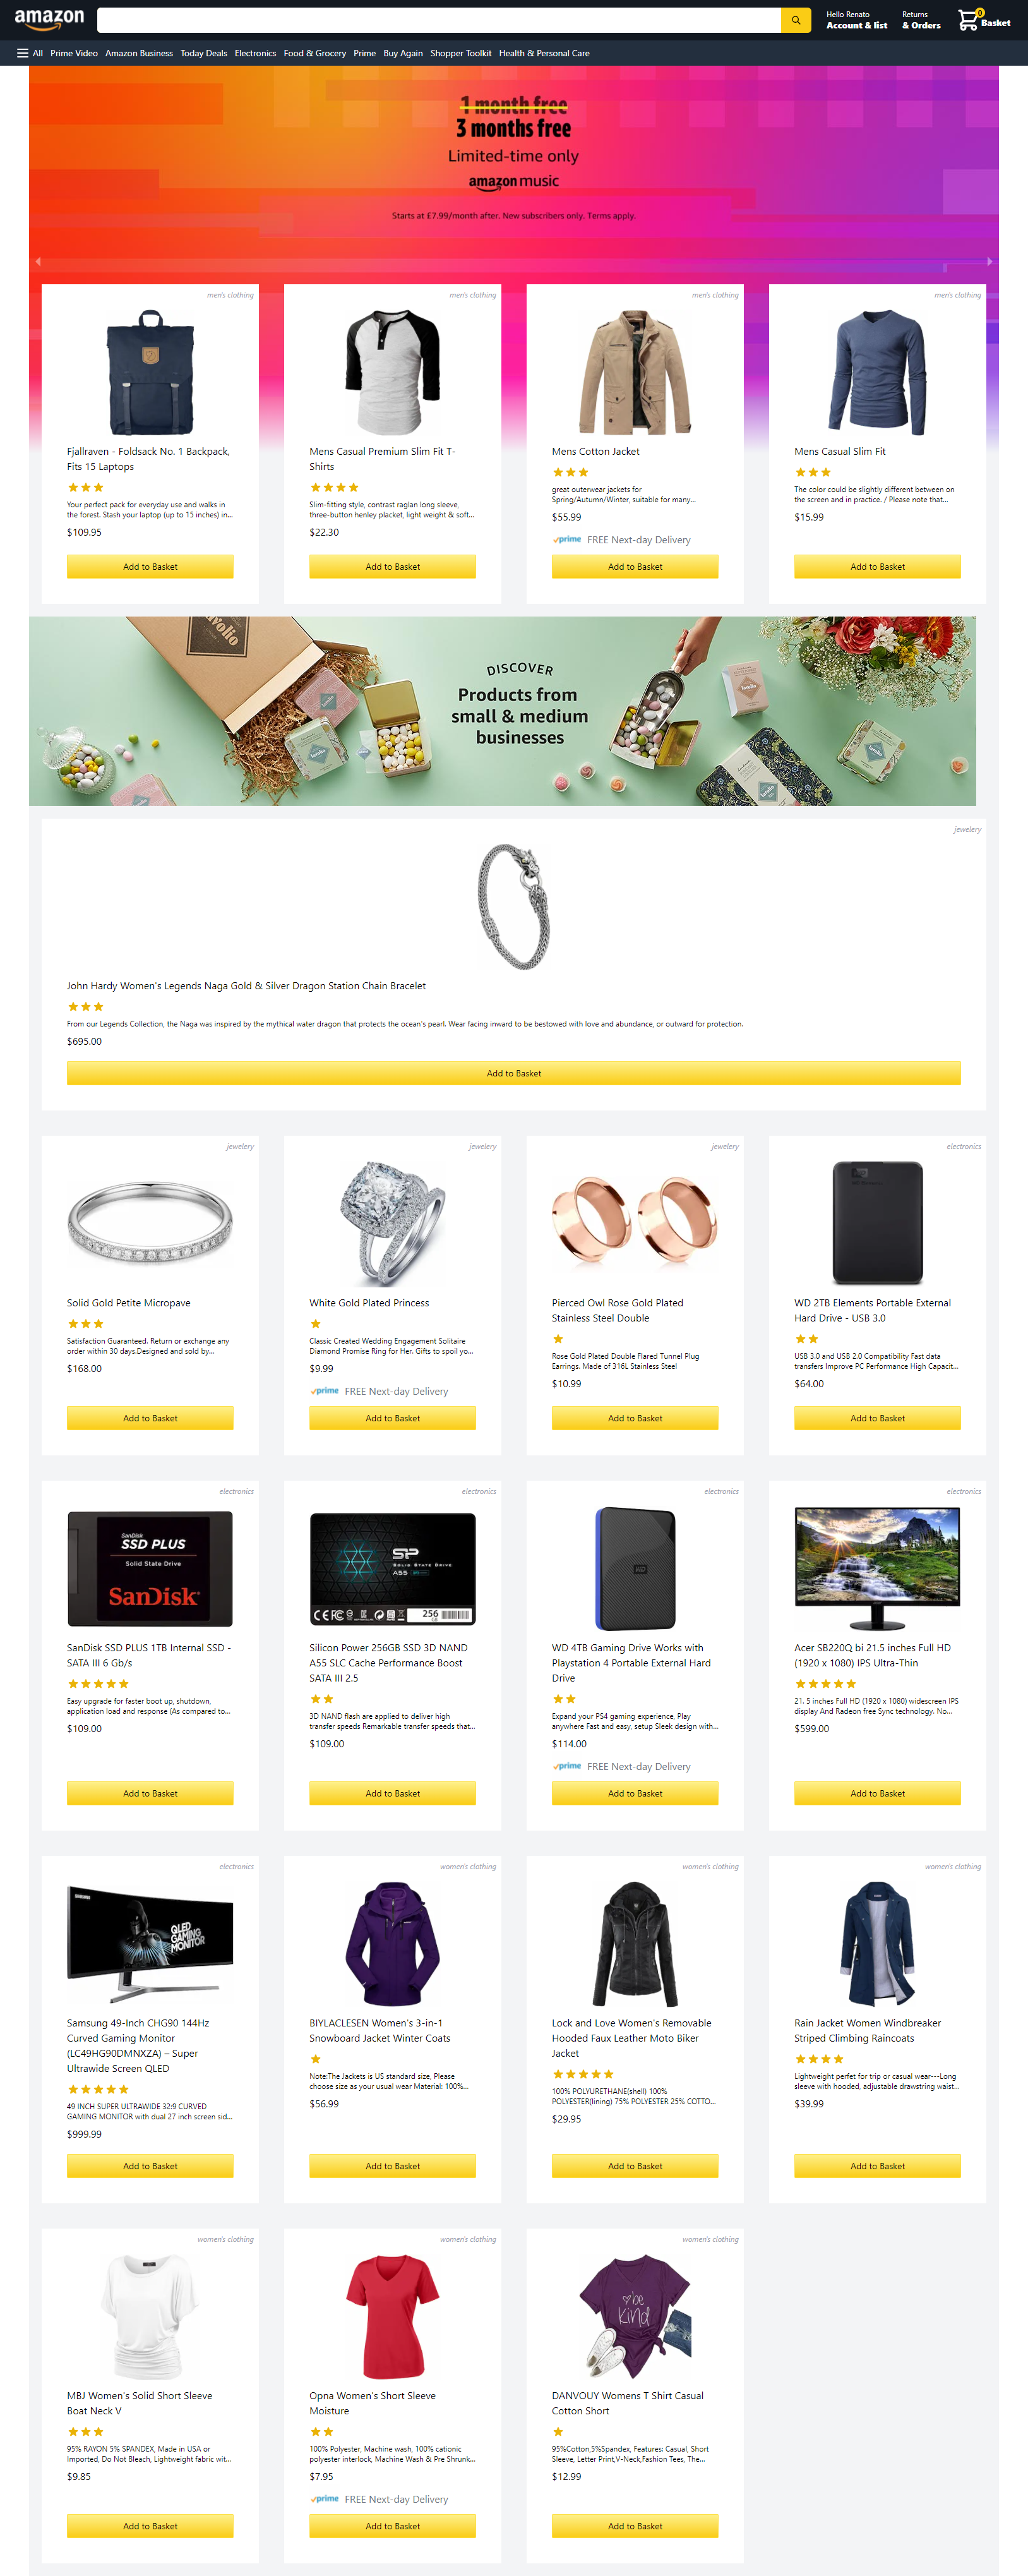 amazon
Hello Renato
Account & list
Returns
& Orders
0
Basket
All Prime Video Amazon Business Today Deals Electronics Food & Grocery Prime Buy Again Shopper Toolkit Health & Personal Care
1 month free
3 months free
Limited-time only
amazon music
Starts at £7.99/month after. New subscribers only. Terms apply.
men's clothing
Fjallraven - Foldsack No. 1 Backpack,
Fits 15 Laptops
Your perfect pack for everyday use and walks in
the forest. Stash your laptop (up to 15 inches) in...
$109.95
Add to Basket
men's clothing
Mens Casual Premium Slim Fit T-
Shirts
Slim-fitting style, contrast raglan long sleeve,
three-button henley placket, light weight & soft...
$22.30
Add to Basket
men's clothing
Mens Cotton Jacket
great outerwear jackets for
Spring/Autumn/Winter, suitable for many...
$55.99
prime FREE Next-day Delivery
Add to Basket
men's clothing
Mens Casual Slim Fit
The color could be slightly different between on
the screen and in practice. / Please note that...
$15.99
Add to Basket
DISCOVER
Products from
small & medium
businesses
jewelery
John Hardy Women's Legends Naga Gold & Silver Dragon Station Chain Bracelet
From our Legends Collection, the Naga was inspired by the mythical water dragon that protects the ocean's pearl. Wear facing inward to be bestowed with love and abundance, or outward for protection.
$695.00
Add to Basket
jewelery
Solid Gold Petite Micropave
Satisfaction Guaranteed. Return or exchange any
order within 30 days.Designed and sold by...
$168.00
Add to Basket
jewelery
White Gold Plated Princess
Classic Created Wedding Engagement Solitaire
Diamond Promise Ring for Her. Gifts to spoil yo...
$9.99
prime FREE Next-day Delivery
Add to Basket
jewelery
Pierced Owl Rose Gold Plated
Stainless Steel Double
Rose Gold Plated Double Flared Tunnel Plug
Earrings. Made of 316L Stainless Steel
$10.99
Add to Basket
electronics
WD 2TB Elements Portable External
Hard Drive - USB 3.0
USB 3.0 and USB 2.0 Compatibility Fast data
transfers Improve PC Performance High Capacit...
$64.00
Add to Basket
electronics
SanDisk
SSD PLUS
Solid State Drive
SanDisk
SanDisk SSD PLUS 1TB Internal SSD -
SATA III 6 Gb/s
Easy upgrade for faster boot up, shutdown,
application load and response (As compared to...
$109.00
Add to Basket
electronics
SP
SOLID STATE DRIVE
A55
256
Silicon Power 256GB SSD 3D NAND
A55 SLC Cache Performance Boost
SATA III 2.5
3D NAND flash are applied to deliver high
transfer speeds Remarkable transfer speeds that...
$109.00
Add to Basket
electronics
WD
WD 4TB Gaming Drive Works with
Playstation 4 Portable External Hard
Drive
Expand your PS4 gaming experience, Play
anywhere Fast and easy, setup Sleek design with...
$114.00
prime FREE Next-day Delivery
Add to Basket
electronics
Acer SB220Q bi 21.5 inches Full HD
(1920 x 1080) IPS Ultra-Thin
21. 5 inches Full HD (1920 x 1080) widescreen IPS
display And Radeon free Sync technology. No...
$599.00
Add to Basket
electronics
SAMSUNG
QLED
GAMING
MONITOR
Samsung 49-Inch CHG90 144Hz
Curved Gaming Monitor
(LC49HG90DMNXZA) – Super
Ultrawide Screen QLED
49 INCH SUPER ULTRAWIDE 32:9 CURVED
GAMING MONITOR with dual 27 inch screen sid...
$999.99
Add to Basket
women's clothing
BIYLACLESEN Women's 3-in-1
Snowboard Jacket Winter Coats
Note:The Jackets is US standard size, Please
choose size as your usual wear Material: 100%...
$56.99
Add to Basket
women's clothing
Lock and Love Women's Removable
Hooded Faux Leather Moto Biker
Jacket
100% POLYURETHANE(shell) 100%
POLYESTER(lining) 75% POLYESTER 25% COTTO...
$29.95
Add to Basket
women's clothing
Rain Jacket Women Windbreaker
Striped Climbing Raincoats
Lightweight perfet for trip or casual wear---Long
sleeve with hooded, adjustable drawstring waist...
$39.99
Add to Basket
women's clothing
MBJ Women's Solid Short Sleeve
Boat Neck V
95% RAYON 5% SPANDEX, Made in USA or
Imported, Do Not Bleach, Lightweight fabric wit...
$9.85
Add to Basket
women's clothing
Opna Women's Short Sleeve
Moisture
100% Polyester, Machine wash, 100% cationic
polyester interlock, Machine Wash & Pre Shrunk...
$7.95
prime FREE Next-day Delivery
Add to Basket
women's clothing
be
kind
DANVOUY Womens T Shirt Casual
Cotton Short
95%Cotton,5%Spandex, Features: Casual, Short
Sleeve, Letter Print,V-Neck,Fashion Tees, The...
$12.99
Add to Basket